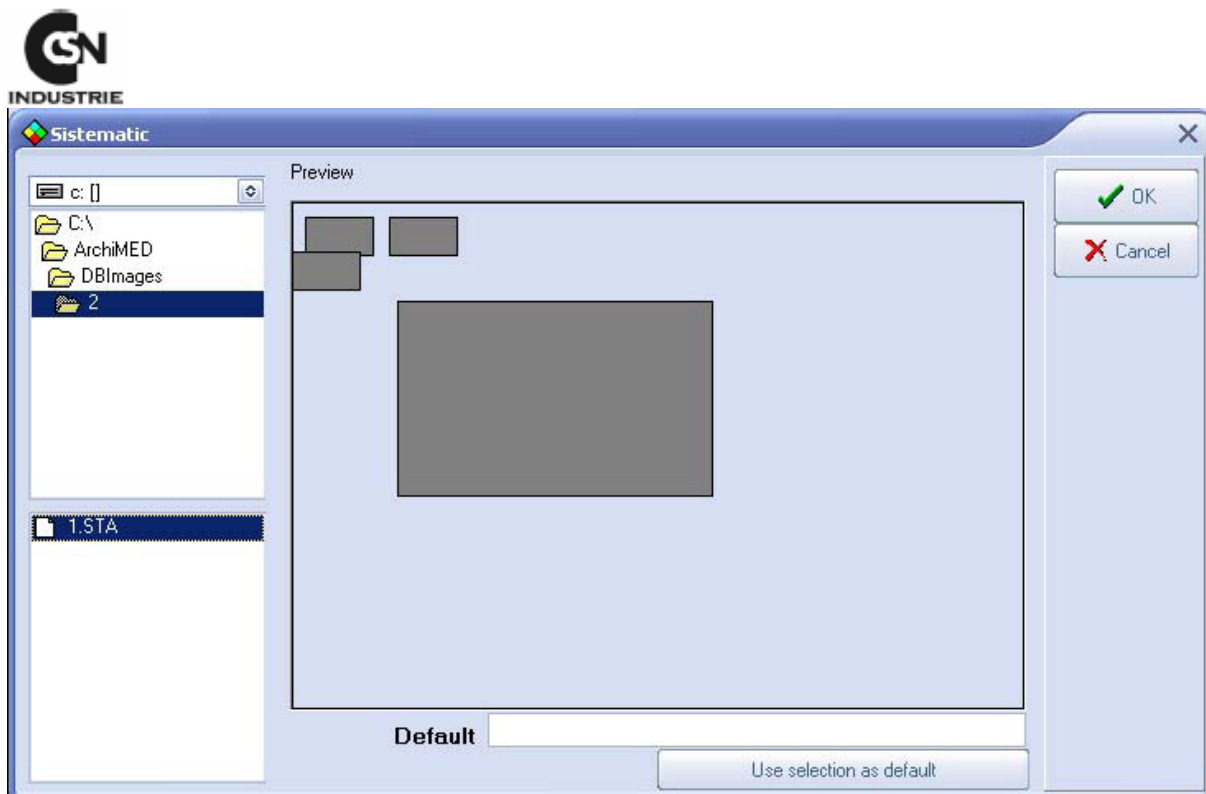 CSN
INDUSTRIE
Sistematic
c: []
C:\
ArchiMED
DBImages
2
1.STA
Preview
Default
Use selection as default
OK
Cancel